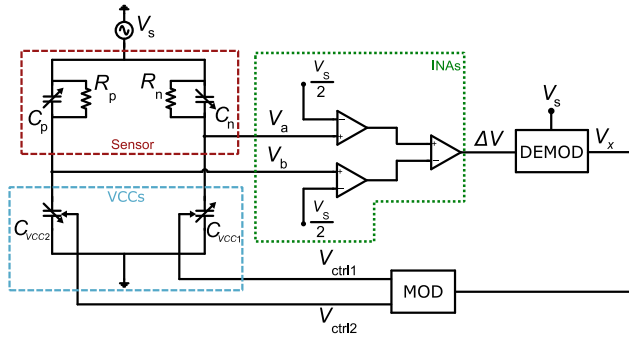 Vs
INAs
Rp
Rn
Cp
Cn
Sensor
Vs
2
Va
Vb
Vs
2
ΔV
Vs
DEMOD
Vx
VCCs
CVCC2
CVCC1
Vctrl1
MOD
Vctrl2